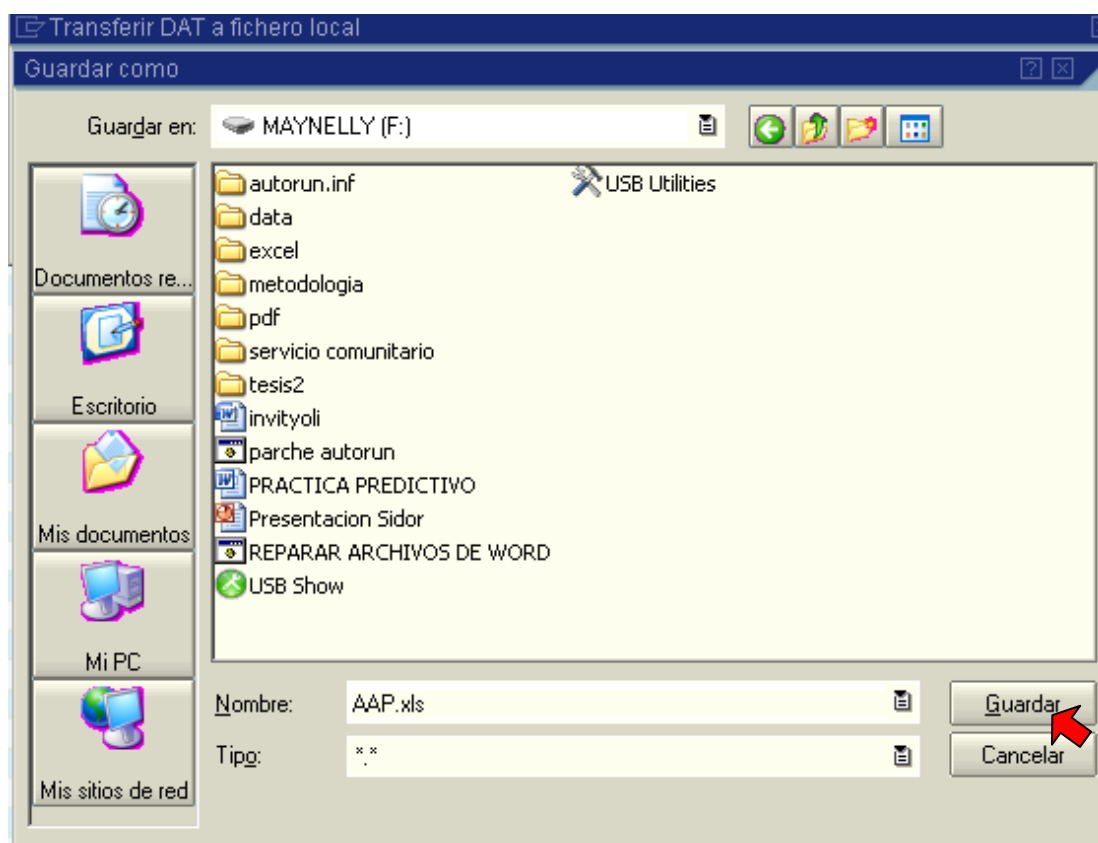 Transferir DAT a fichero local
Guardar como
Guardar en: MAYNELLY (F:)
Documentos re...
Escritorio
Mis documentos
Mi PC
Mis sitios de red
autorun.inf
data
excel
metodologia
pdf
servicio comunitario
tesis2
invityoli
parche autorun
PRACTICA PREDICTIVO
Presentacion Sidor
REPARAR ARCHIVOS DE WORD
USB Show
USB Utilities
Nombre: AAP.xls
Guardar
Tipo: *.*
Cancelar